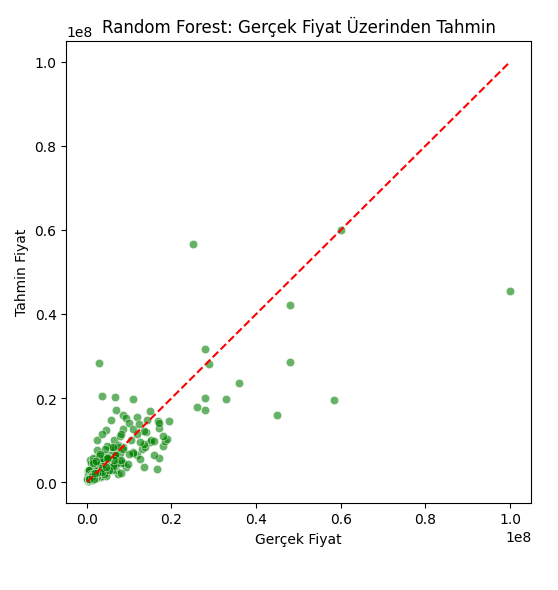 Random Forest: Gerçek Fiyat Üzerinden Tahmin
1e8
1.0
0.8
0.6
0.4
0.2
0.0
Tahmin Fiyat
0.0 0.2 0.4 0.6 0.8 1.0
1e8
Gerçek Fiyat